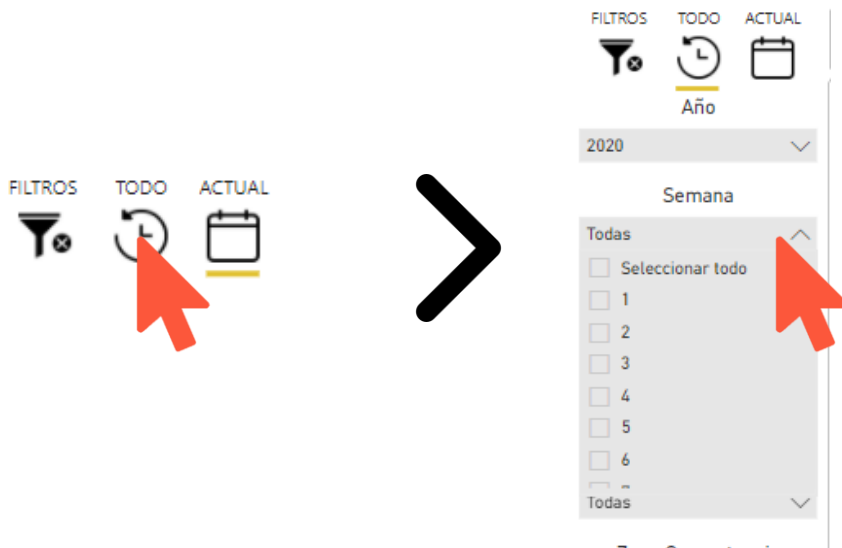 FILTROS TODO ACTUAL
FILTROS TODO ACTUAL
Año
2020
Semana
Todas
Seleccionar todo
1
2
3
4
5
6
Todas